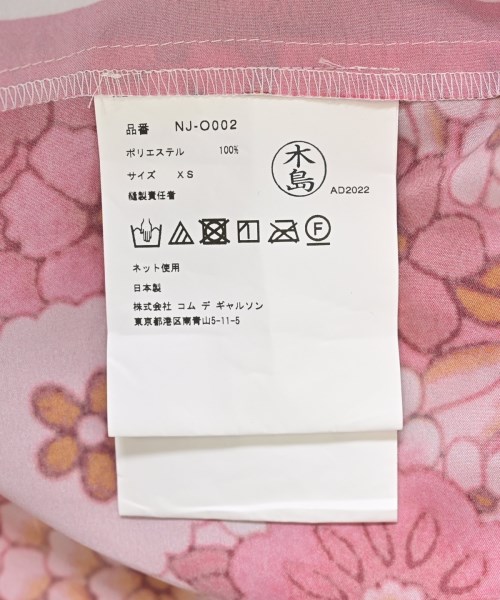 品番 NJ-O002
ポリエステル 100%
サイズ XS
縫製責任者
木島
AD2022
F
ネット使用
日本製
株式会社 コム デ ギャルソン
東京都港区南青山5-11-5